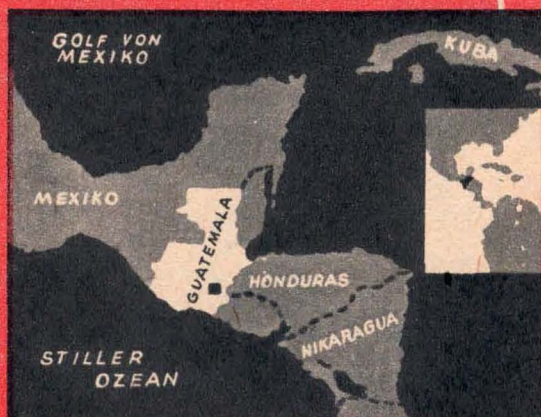 GOLF VON
MEXIKO
KUBA
MEXIKO
GUATEMALA
HONDURAS
NIKARAGUA
STILLER
OZEAN